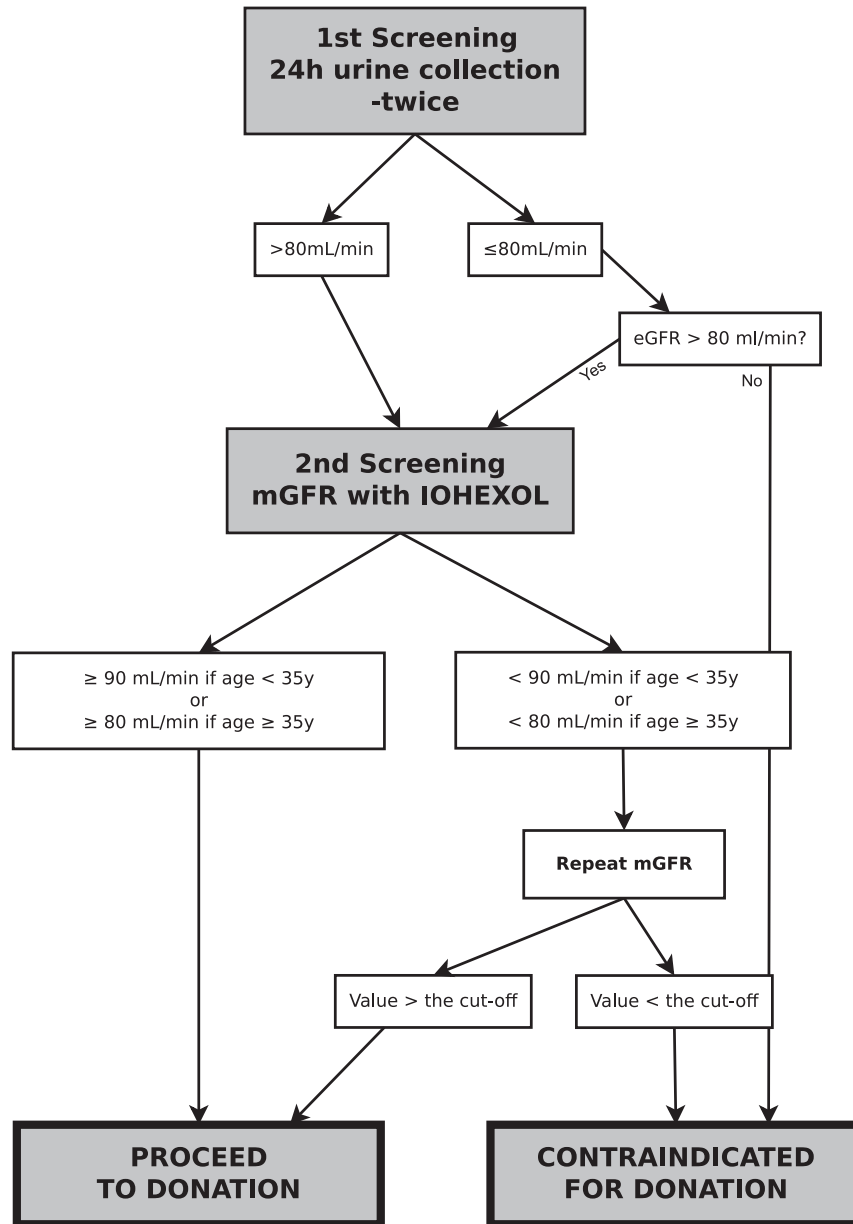 1st Screening
24h urine collection
-twice
>80mL/min
≤80mL/min
eGFR > 80 ml/min?
Yes
No
2nd Screening
mGFR with IOHEXOL
≥ 90 mL/min if age < 35y
or
≥ 80 mL/min if age ≥ 35y
< 90 mL/min if age < 35y
or
< 80 mL/min if age ≥ 35y
Repeat mGFR
Value > the cut-off
Value < the cut-off
PROCEED
TO DONATION
CONTRAINDICATED
FOR DONATION